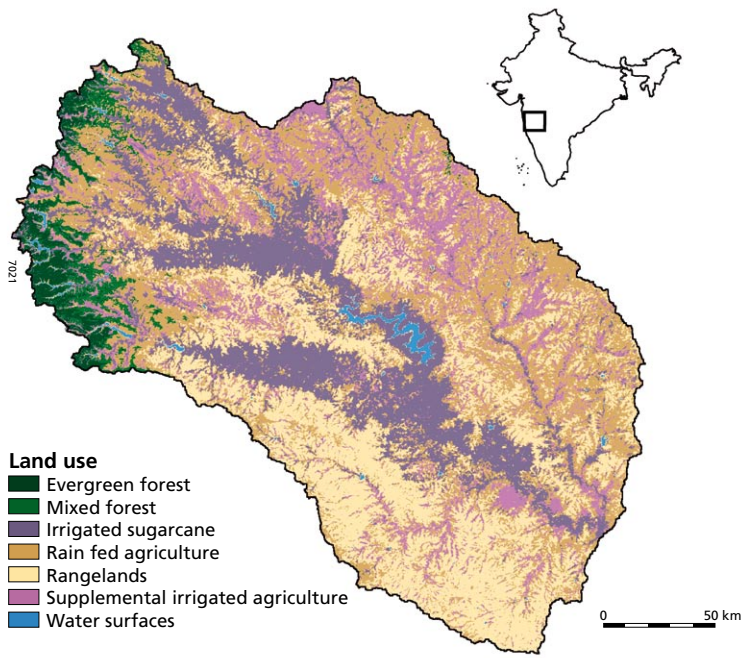 7021
Land use
Evergreen forest
Mixed forest
Irrigated sugarcane
Rain fed agriculture
Rangelands
Supplemental irrigated agriculture
Water surfaces
0 50 km